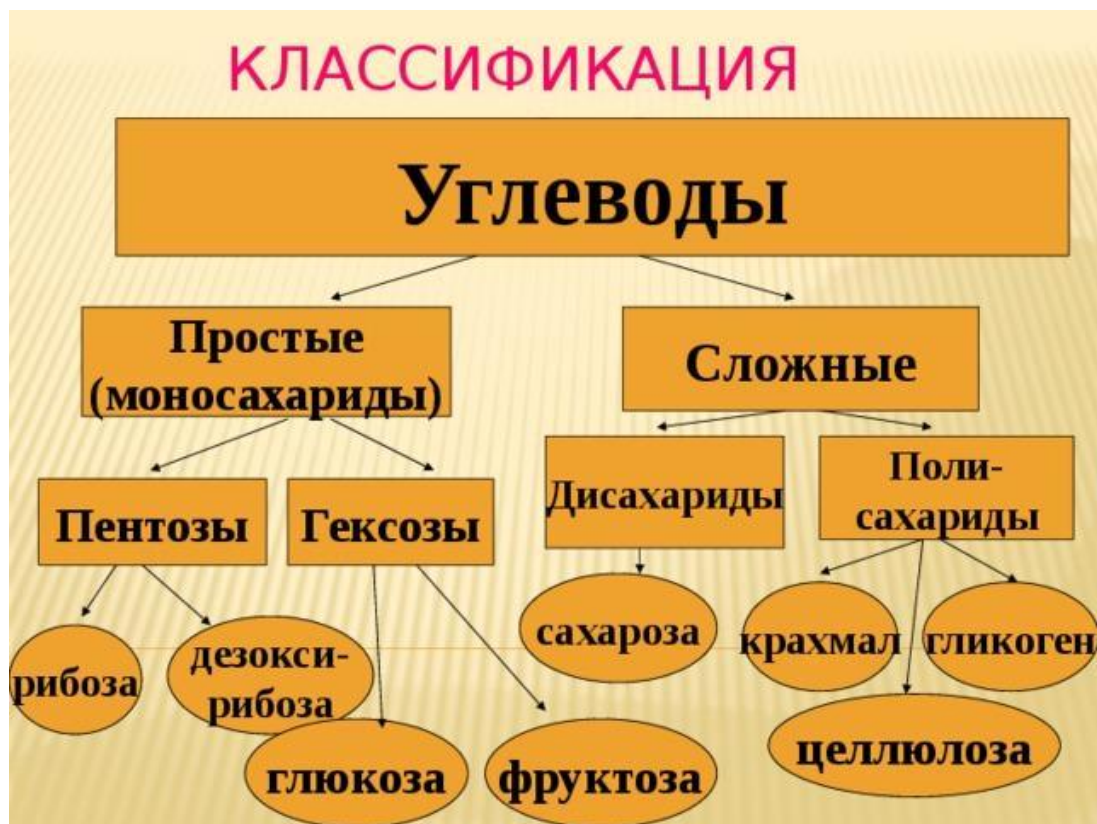 КЛАССИФИКАЦИЯ
Углеводы
Простые
(моносахариды)
Сложные
Пентозы
Гексозы
Дисахариды
Поли-
сахариды
рибоза
дезокси-
рибоза
глюкоза
фруктоза
сахароза
крахмал
гликоген
целлюлоза